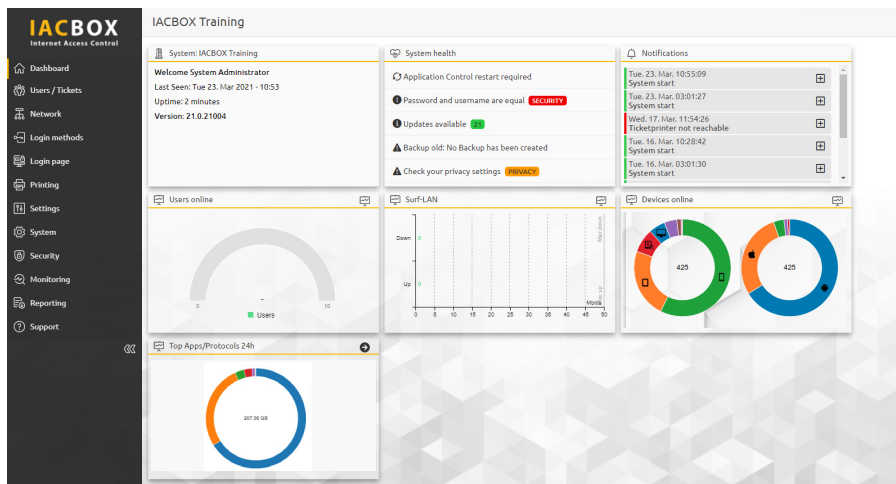 IACBOX
Internet Access Control
Dashboard
Users / Tickets
Network
Login methods
Login page
Printing
Settings
System
Security
Monitoring
Reporting
Support
IACBOX Training
System: IACBOX Training
Welcome System Administrator
Last Seen: Tue 23. Mar 2021 - 10:53
Uptime: 2 minutes
Version: 21.0.21004
System health
Application Control restart required
Password and username are equal SECURITY
Updates available 21
Backup old: No Backup has been created
Check your privacy settings PRIVACY
Notifications
Tue. 23. Mar. 10:55:09
System start
Tue. 23. Mar. 03:01:27
System start
Wed. 17. Mar. 11:54:26
Ticketprinter not reachable
Tue. 16. Mar. 10:28:42
System start
Tue. 16. Mar. 03:01:30
System start
Users online
0 - 10
Users
Surf-LAN
Down 0
Up 0
Max down
Mbit/s
0 5 10 15 20 25 30 35 40 45 50
Devices online
425
425
Top Apps/Protocols 24h
267,06 GB